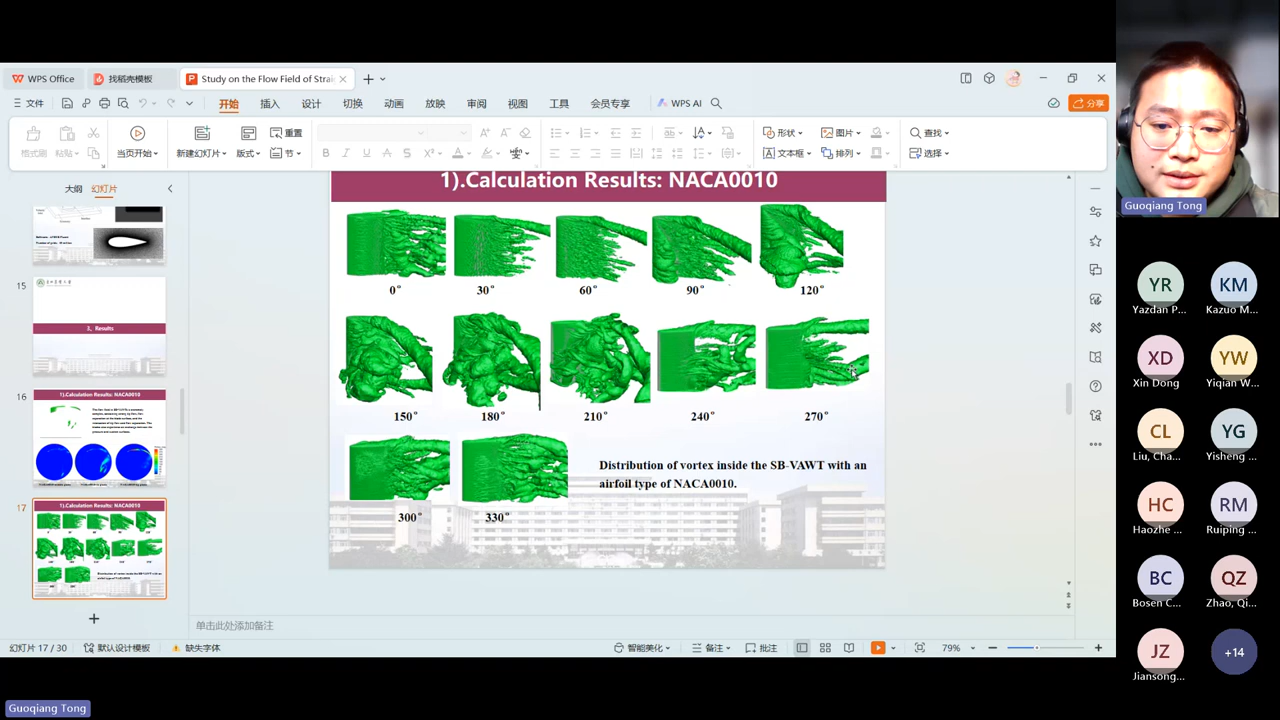 WPS Office
找稻壳模板
Study on the Flow Field of Strai
文件
开始
插入
设计
切换
动画
放映
审阅
视图
工具
会员专享
WPS AI
分享
格式刷
粘贴
当页开始
新建幻灯片
版式
重置
节
形状
图片
文本框
排列
查找
选择
大纲
幻灯片
15
3、Results
16
1).Calculation Results: NACA0010
17
1).Calculation Results: NACA0010
1).Calculation Results: NACA0010
0°
30°
60°
90°
120°
150°
180°
210°
240°
270°
300°
330°
Distribution of vortex inside the SB-VAWT with an
airfoil type of NACA0010.
单击此处添加备注
幻灯片 17 / 30
默认设计模板
缺失字体
智能美化
备注
批注
79%
Guoqiang Tong
Guoqiang Tong
YR
Yazdan P...
KM
Kazuo M...
XD
Xin Dong
YW
Yiqian W...
CL
Liu, Cha...
YG
Yisheng ...
HC
Haozhe ...
RM
Ruiping ...
BC
Bosen C...
QZ
Zhao, Qi...
JZ
Jiansong...
+14